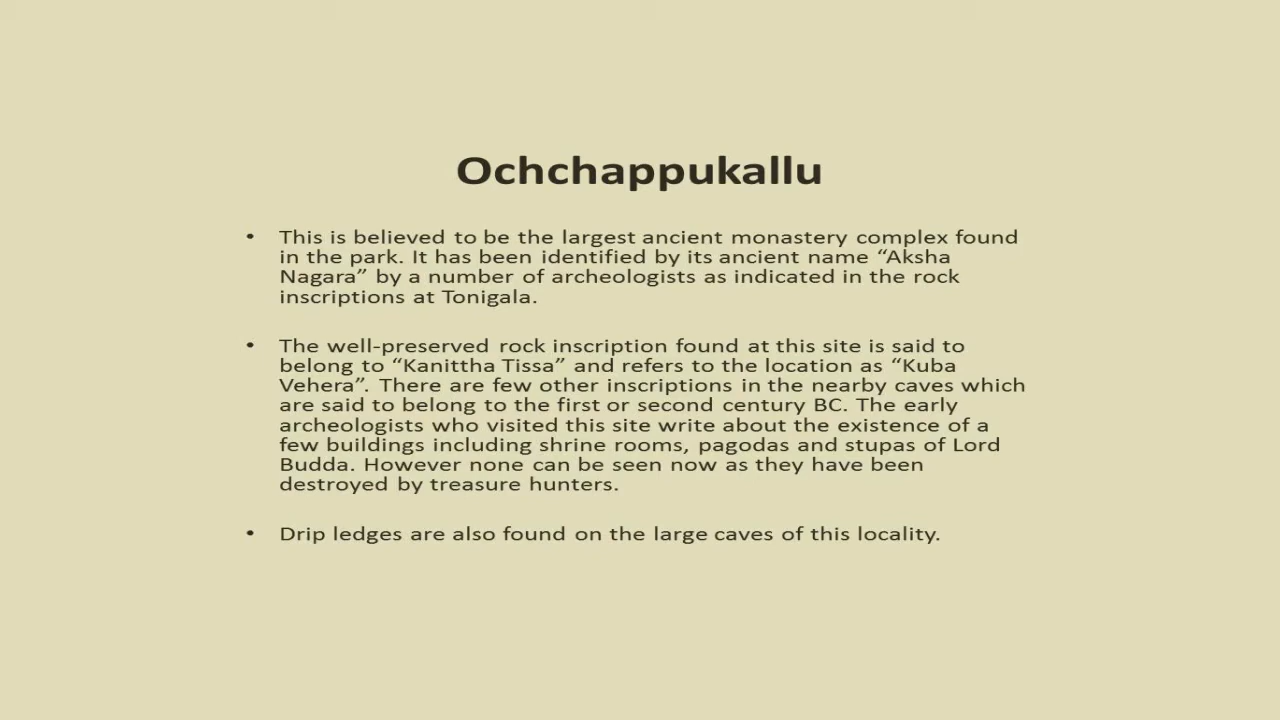 Ochchappukallu
• This is believed to be the largest ancient monastery complex found
in the park. It has been identified by its ancient name “Aksha
Nagara” by a number of archeologists as indicated in the rock
inscriptions at Tonigala.
• The well-preserved rock inscription found at this site is said to
belong to “Kanittha Tissa” and refers to the location as “Kuba
Vehera”. There are few other inscriptions in the nearby caves which
are said to belong to the first or second century BC. The early
archeologists who visited this site write about the existence of a
few buildings including shrine rooms, pagodas and stupas of Lord
Budda. However none can be seen now as they have been
destroyed by treasure hunters.
• Drip ledges are also found on the large caves of this locality.